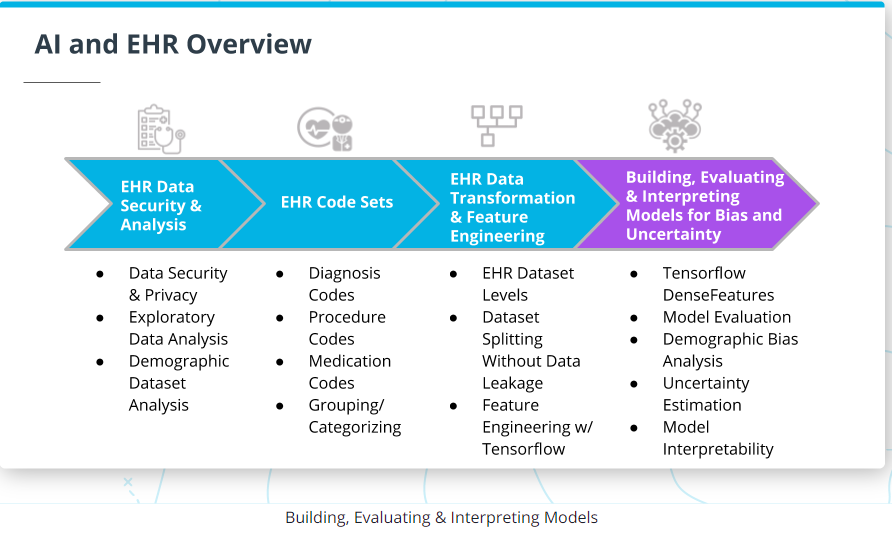 AI and EHR Overview
EHR Data
Security &
Analysis
EHR Code Sets
EHR Data
Transformation
& Feature
Engineering
Building, Evaluating
& Interpreting
Models for Bias and
Uncertainty
● Data Security
& Privacy
● Exploratory
Data Analysis
● Demographic
Dataset
Analysis
● Diagnosis
Codes
● Procedure
Codes
● Medication
Codes
● Grouping/
Categorizing
● EHR Dataset
Levels
● Dataset
Splitting
Without Data
Leakage
● Feature
Engineering w/
Tensorflow
● Tensorflow
DenseFeatures
● Model Evaluation
● Demographic Bias
Analysis
● Uncertainty
Estimation
● Model
Interpretability
Building, Evaluating & Interpreting Models